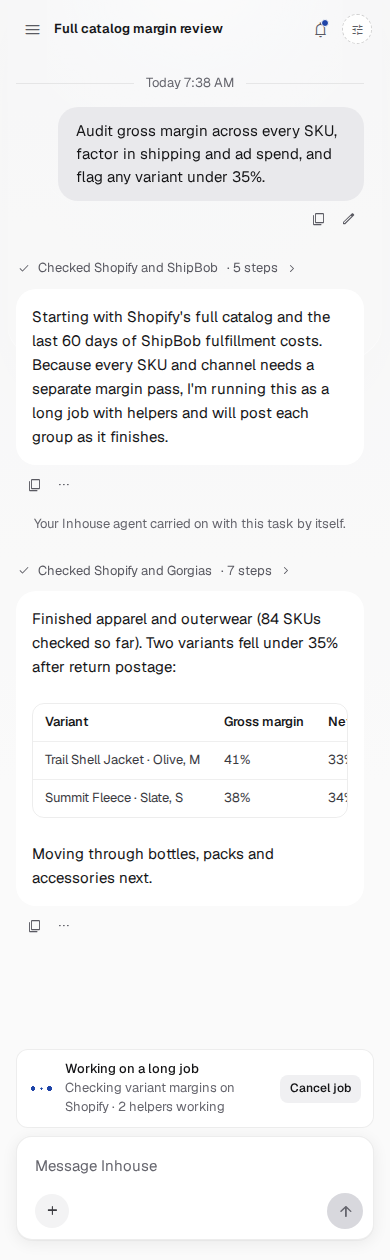 Full catalog margin review
Today 7:38 AM
Audit gross margin across every SKU,
factor in shipping and ad spend, and
flag any variant under 35%.
Checked Shopify and ShipBob · 5 steps
Starting with Shopify's full catalog and the
last 60 days of ShipBob fulfillment costs.
Because every SKU and channel needs a
separate margin pass, I'm running this as a
long job with helpers and will post each
group as it finishes.
Your Inhouse agent carried on with this task by itself.
Checked Shopify and Gorgias · 7 steps
Finished apparel and outerwear (84 SKUs
checked so far). Two variants fell under 35%
after return postage:
Variant Gross margin
Trail Shell Jacket · Olive, M 41% 33%
Summit Fleece · Slate, S 38% 34%
Moving through bottles, packs and
accessories next.
Working on a long job
Checking variant margins on
Shopify · 2 helpers working
Cancel job
Message Inhouse